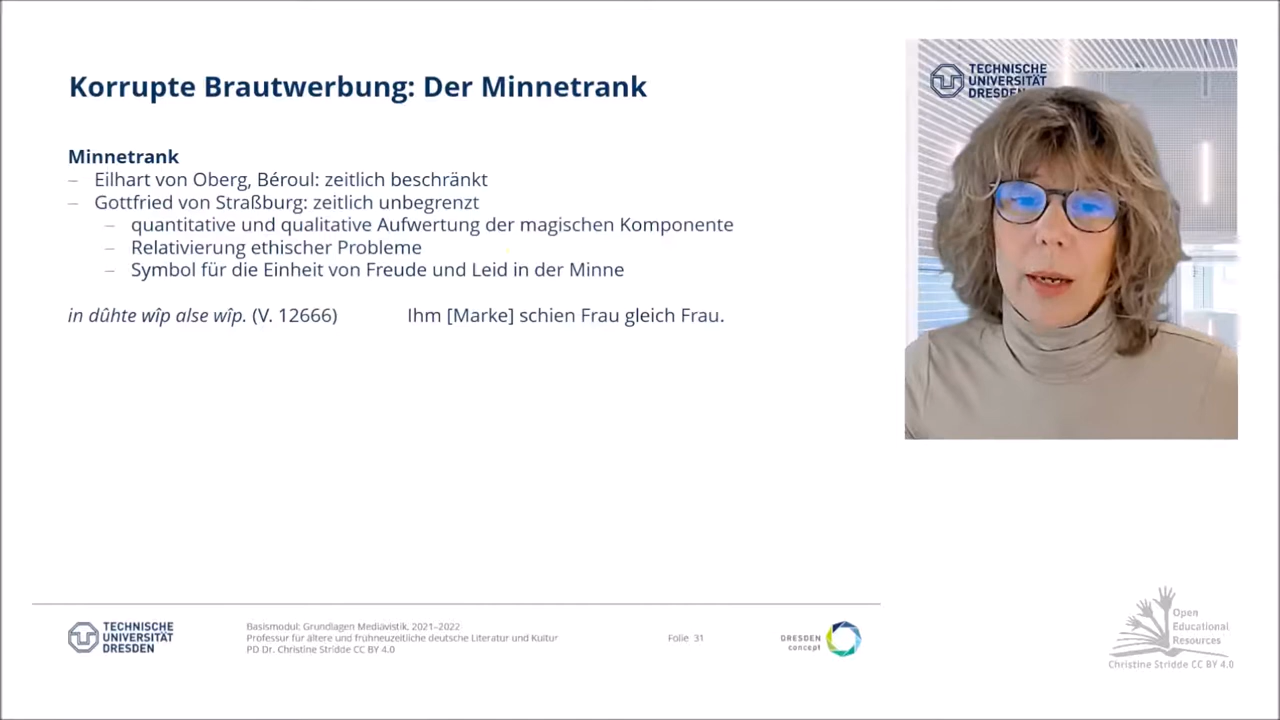 Korrupte Brautwerbung: Der Minnetrank
Minnetrank
– Eilhart von Oberg, Béroul: zeitlich beschränkt
– Gottfried von Straßburg: zeitlich unbegrenzt
– quantitative und qualitative Aufwertung der magischen Komponente
– Relativierung ethischer Probleme
– Symbol für die Einheit von Freude und Leid in der Minne
in dûhte wîp alse wîp. (V. 12666) Ihm [Marke] schien Frau gleich Frau.
TECHNISCHE
UNIVERSITÄT
DRESDEN
TECHNISCHE
UNIVERSITÄT
DRESDEN
Basismodul: Grundlagen Mediävistik, 2021–2022
Professur für ältere und frühneuzeitliche deutsche Literatur und Kultur
PD Dr. Christine Stridde CC BY 4.0
Folie 31
DRESDEN
concept
Open
Educational
Resources
Christine Stridde CC BY 4.0